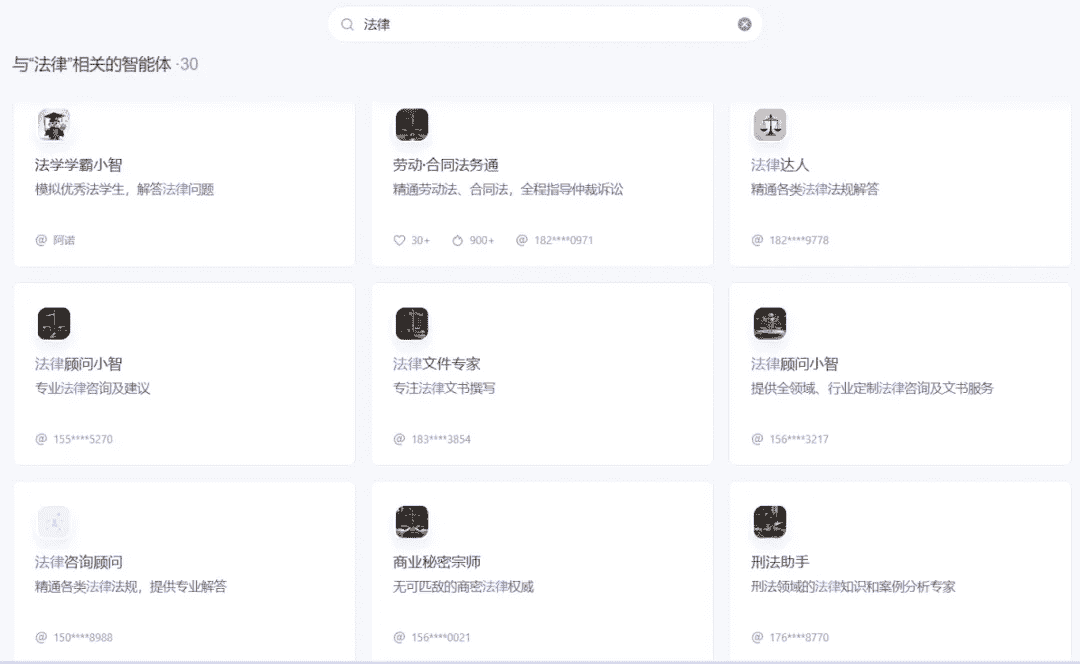 法律
与“法律”相关的智能体 ·30
法学学霸小智
模拟优秀法学生，解答法律问题
@ 阿诺
劳动·合同法务通
精通劳动法、合同法，全程指导仲裁诉讼
30+ 900+ @ 182****0971
法律达人
精通各类法律法规解答
@ 182****9778
法律顾问小智
专业法律咨询及建议
@ 155****5270
法律文件专家
专注法律文书撰写
@ 183****3854
法律顾问小智
提供全领域、行业定制法律咨询及文书服务
@ 156****3217
法律咨询顾问
精通各类法律法规，提供专业解答
@ 150****8988
商业秘密宗师
无可匹敌的商密法律权威
@ 156****0021
刑法助手
刑法领域的法律知识和案例分析专家
@ 176****8770